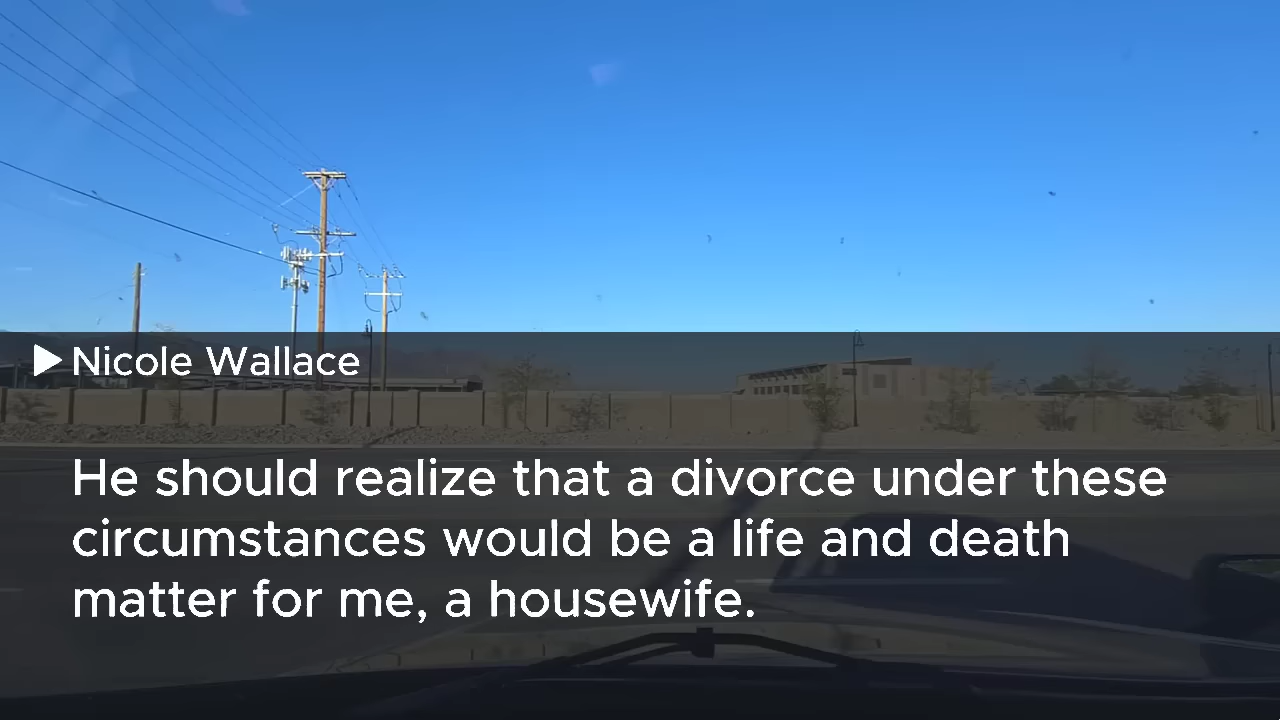 Nicole Wallace
He should realize that a divorce under these
circumstances would be a life and death
matter for me, a housewife.